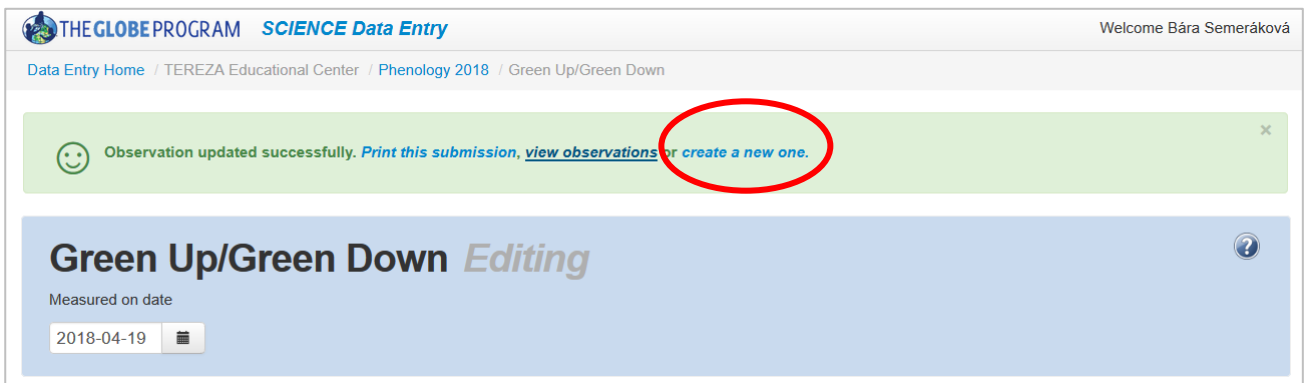 THE GLOBE PROGRAM SCIENCE Data Entry
Welcome Bára Semeráková
Data Entry Home / TEREZA Educational Center / Phenology 2018 / Green Up/Green Down
Observation updated successfully. Print this submission, view observations or create a new one.
×
Green Up/Green Down Editing
?
Measured on date
2018-04-19